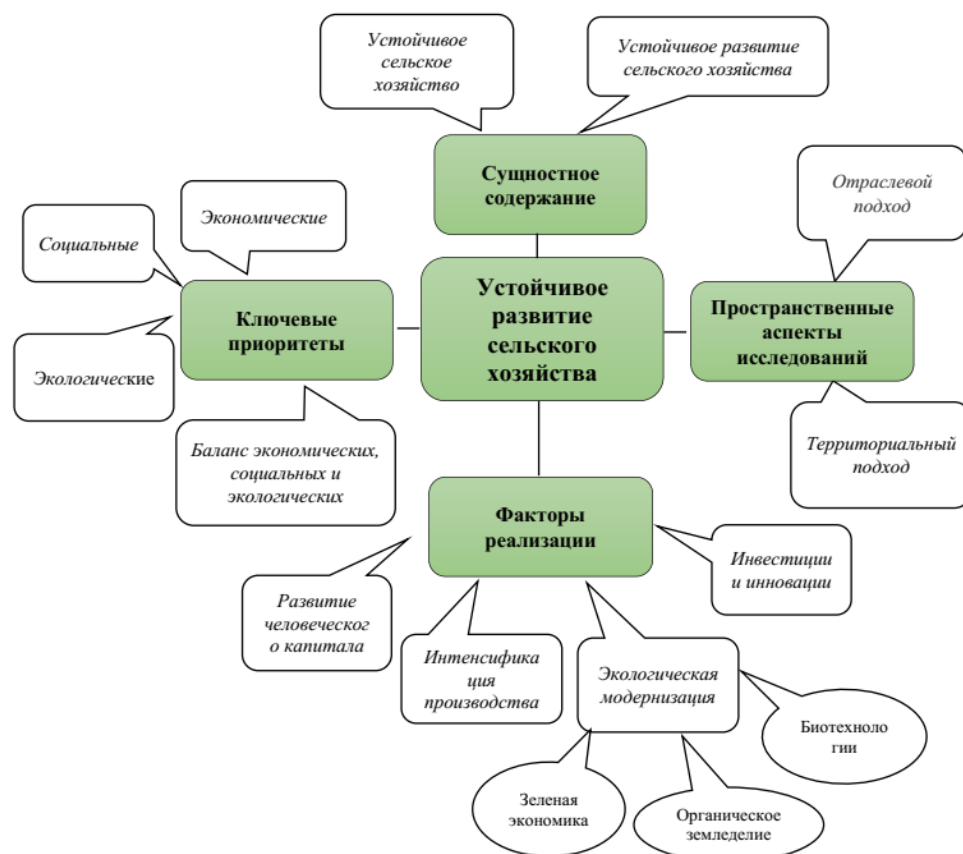 Устойчивое
сельское
хозяйство
Устойчивое развитие
сельского хозяйства
Сущностное
содержание
Отраслевой
подход
Экономические
Социальные
Ключевые
приоритеты
Устойчивое
развитие
сельского
хозяйства
Пространственные
аспекты
исследований
Экологические
Баланс экономических,
социальных и
экологических
Территориальный
подход
Факторы
реализации
Инвестиции
и инновации
Развитие
человеческог
о капитала
Интенсифика
ция
производства
Экологическая
модернизация
Биотехноло
гии
Зеленая
экономика
Органическое
земледелие